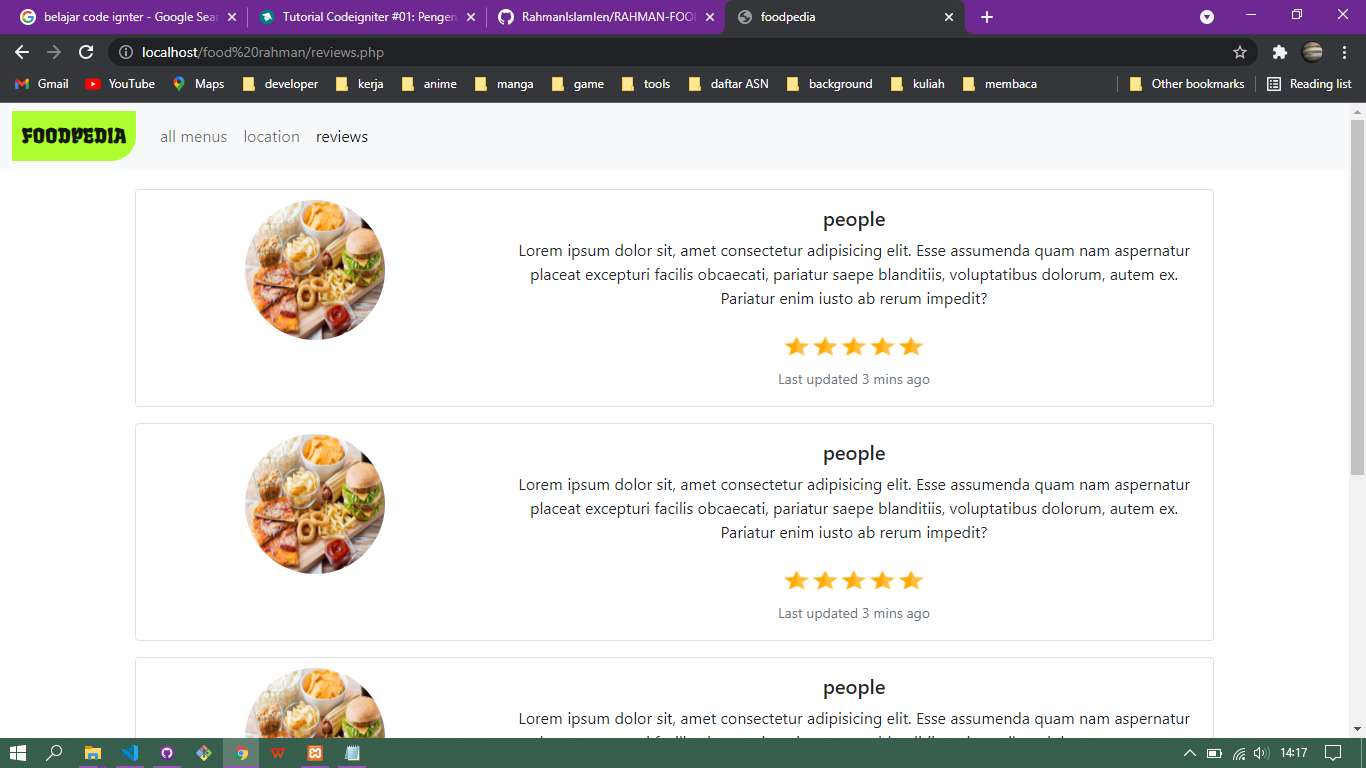 belajar code ignter - Google Sear
Tutorial Codeigniter #01: Pengen
RahmanIslamIen/RAHMAN-FOO
foodpedia
localhost/food%20rahman/reviews.php
Gmail YouTube Maps developer kerja anime manga game tools daftar ASN background kuliah membaca Other bookmarks Reading list
FOODPEDIA all menus location reviews
people
Lorem ipsum dolor sit, amet consectetur adipisicing elit. Esse assumenda quam nam aspernatur
placeat excepturi facilis obcaecati, pariatur saepe blanditiis, voluptatibus dolorum, autem ex.
Pariatur enim iusto ab rerum impedit?
Last updated 3 mins ago
people
Lorem ipsum dolor sit, amet consectetur adipisicing elit. Esse assumenda quam nam aspernatur
placeat excepturi facilis obcaecati, pariatur saepe blanditiis, voluptatibus dolorum, autem ex.
Pariatur enim iusto ab rerum impedit?
Last updated 3 mins ago
people
Lorem ipsum dolor sit, amet consectetur adipisicing elit. Esse assumenda quam nam aspernatur
14:17